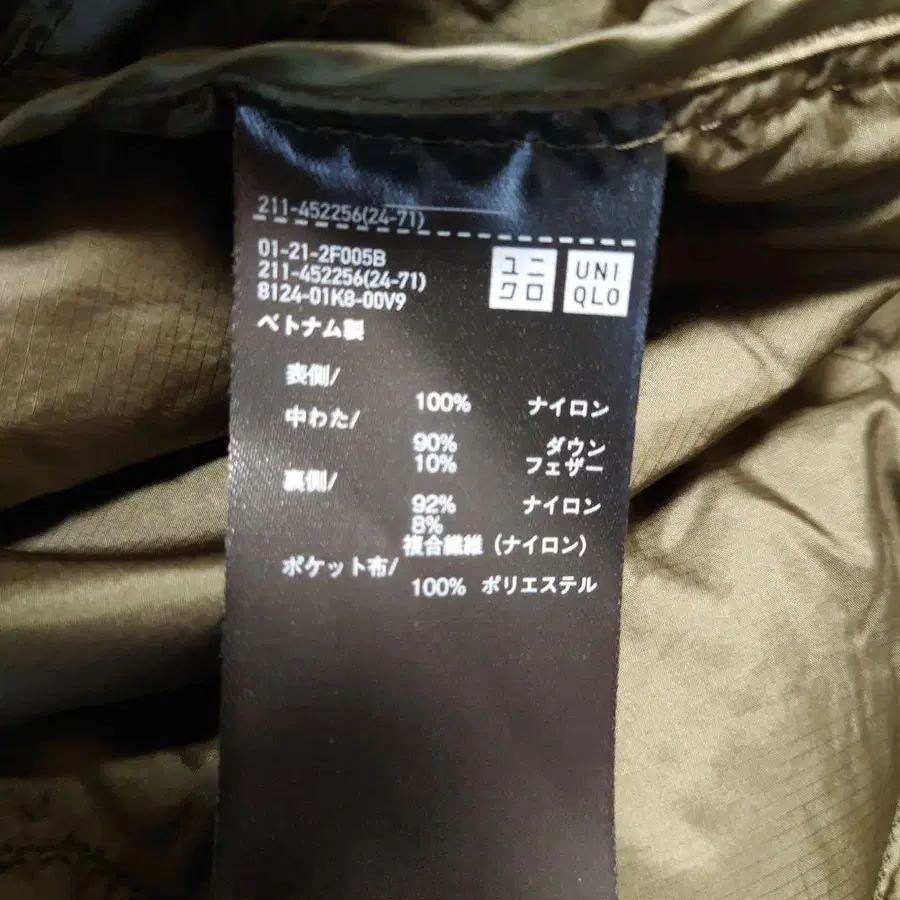 211-452256(24-71)
01-21-2F005B
211-452256(24-71)
8124-01K8-00V9
ユニ
クロ
UNI
QLO
ベトナム製
表側/
100% ナイロン
中わた/
90% ダウン
10% フェザー
裏側/
92% ナイロン
8%
複合繊維 (ナイロン)
ポケット布/
100% ポリエステル